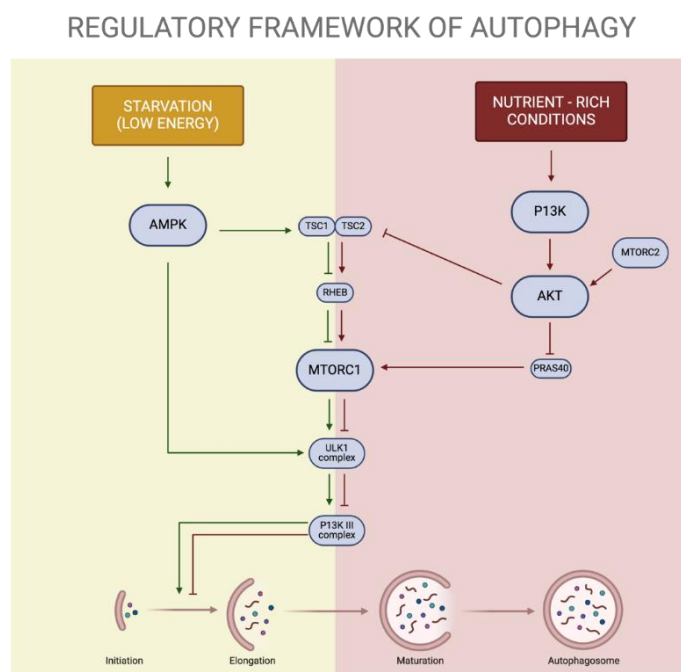 REGULATORY FRAMEWORK OF AUTOPHAGY
STARVATION
(LOW ENERGY)
NUTRIENT - RICH
CONDITIONS
AMPK
TSC1
TSC2
P13K
MTORC2
RHEB
AKT
MTORC1
PRAS40
ULK1
complex
P13K III
complex
Initiation
Elongation
Maturation
Autophagosome